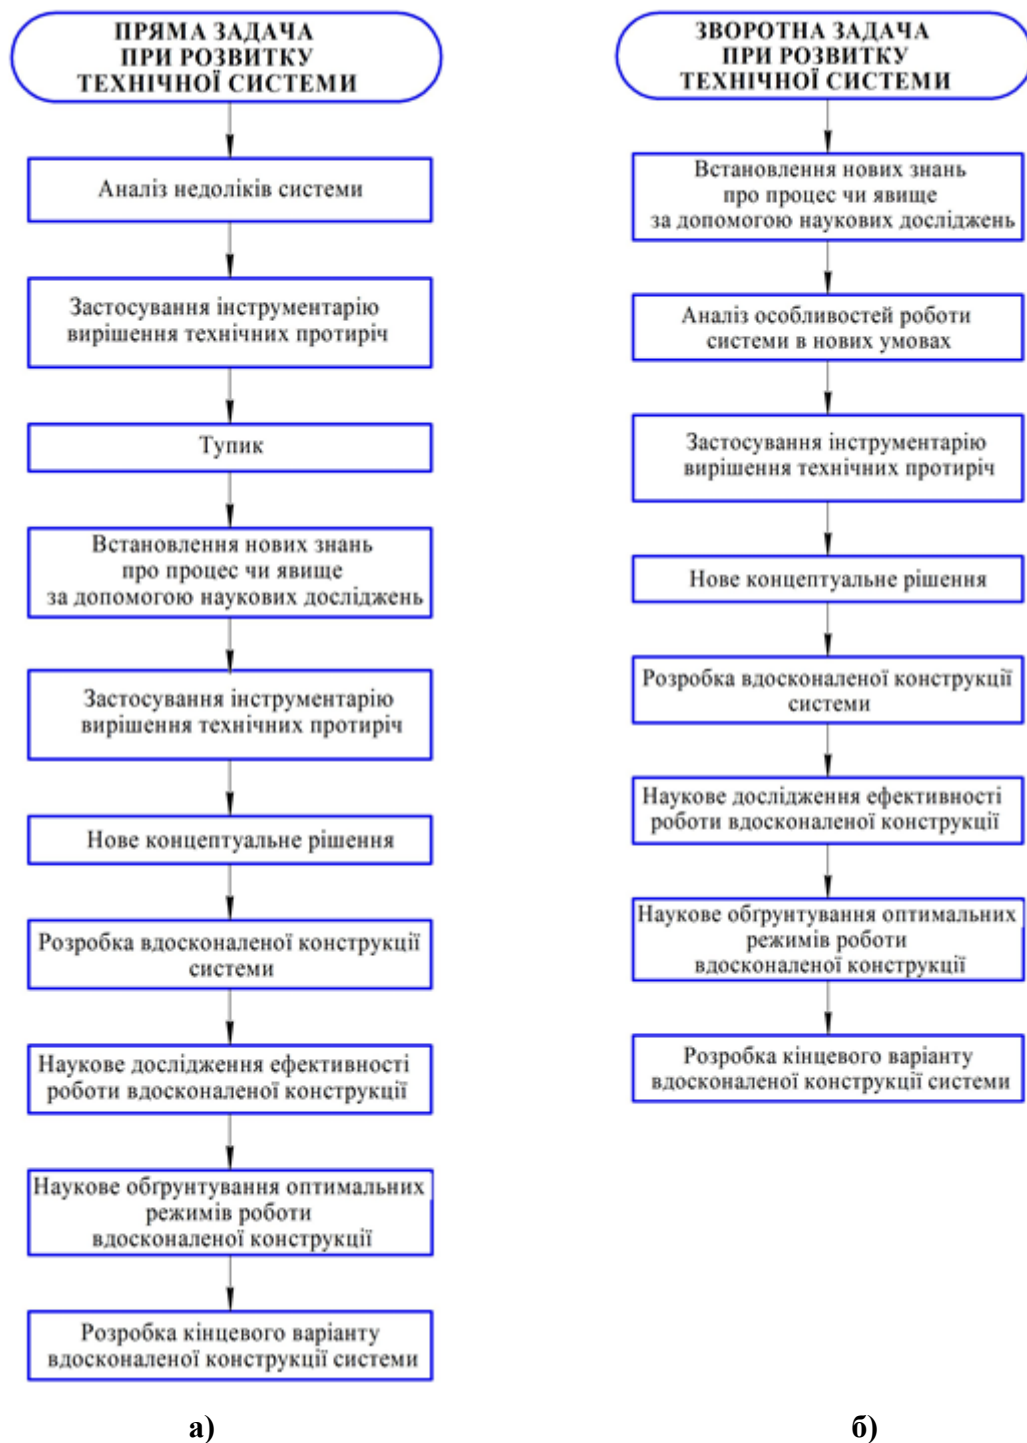 ПРЯМА ЗАДАЧА
ПРИ РОЗВИТКУ
ТЕХНІЧНОЇ СИСТЕМИ
Аналіз недоліків системи
Застосування інструментарію
вирішення технічних протиріч
Тупик
Встановлення нових знань
про процес чи явище
за допомогою наукових досліджень
Застосування інструментарію
вирішення технічних протиріч
Нове концептуальне рішення
Розробка вдосконаленої конструкції
системи
Наукове дослідження ефективності
роботи вдосконаленої конструкції
Наукове обґрунтування оптимальних
режимів роботи
вдосконаленої конструкції
Розробка кінцевого варіанту
вдосконаленої конструкції системи
а)
ЗВОРОТНА ЗАДАЧА
ПРИ РОЗВИТКУ
ТЕХНІЧНОЇ СИСТЕМИ
Встановлення нових знань
про процес чи явище
за допомогою наукових досліджень
Аналіз особливостей роботи
системи в нових умовах
Застосування інструментарію
вирішення технічних протиріч
Нове концептуальне рішення
Розробка вдосконаленої конструкції
системи
Наукове дослідження ефективності
роботи вдосконаленої конструкції
Наукове обґрунтування оптимальних
режимів роботи
вдосконаленої конструкції
Розробка кінцевого варіанту
вдосконаленої конструкції системи
б)